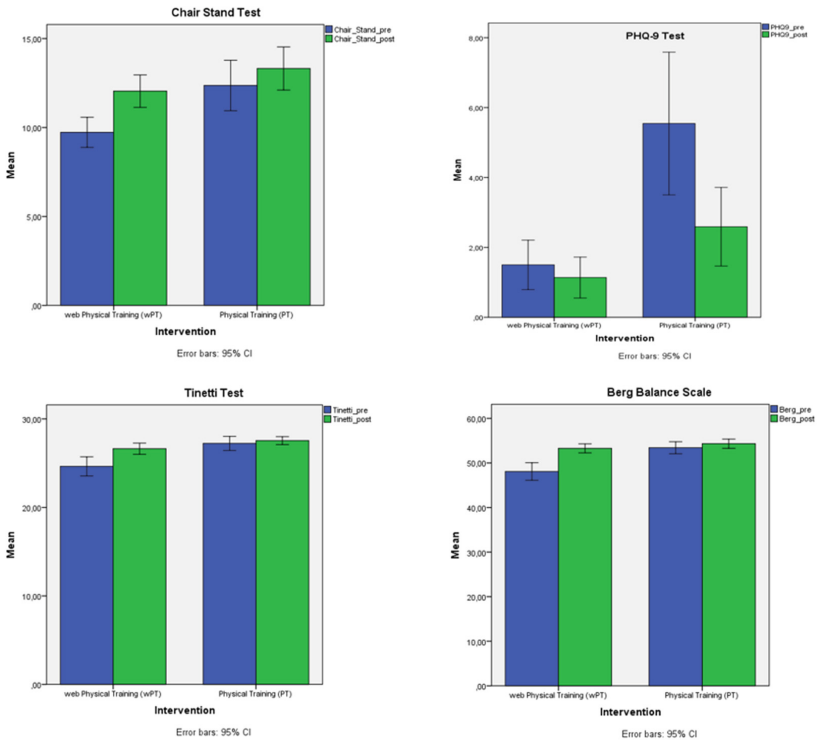 Chair Stand Test
Chair_Stand_pre
Chair_Stand_post
15,00
10,00
5,00
,00
Mean
web Physical Training (wPT)
Physical Training (PT)
Intervention
Error bars: 95% CI
PHQ-9 Test
PHQ9_pre
PHQ9_post
8,00
6,00
4,00
2,00
,00
Mean
web Physical Training (wPT)
Physical Training (PT)
Intervention
Error bars: 95% CI
Tinetti Test
Tinetti_pre
Tinetti_post
30,00
20,00
10,00
,00
Mean
web Physical Training (wPT)
Physical Training (PT)
Intervention
Error bars: 95% CI
Berg Balance Scale
Berg_pre
Berg_post
60,00
50,00
40,00
30,00
20,00
10,00
,00
Mean
web Physical Training (wPT)
Physical Training (PT)
Intervention
Error bars: 95% CI